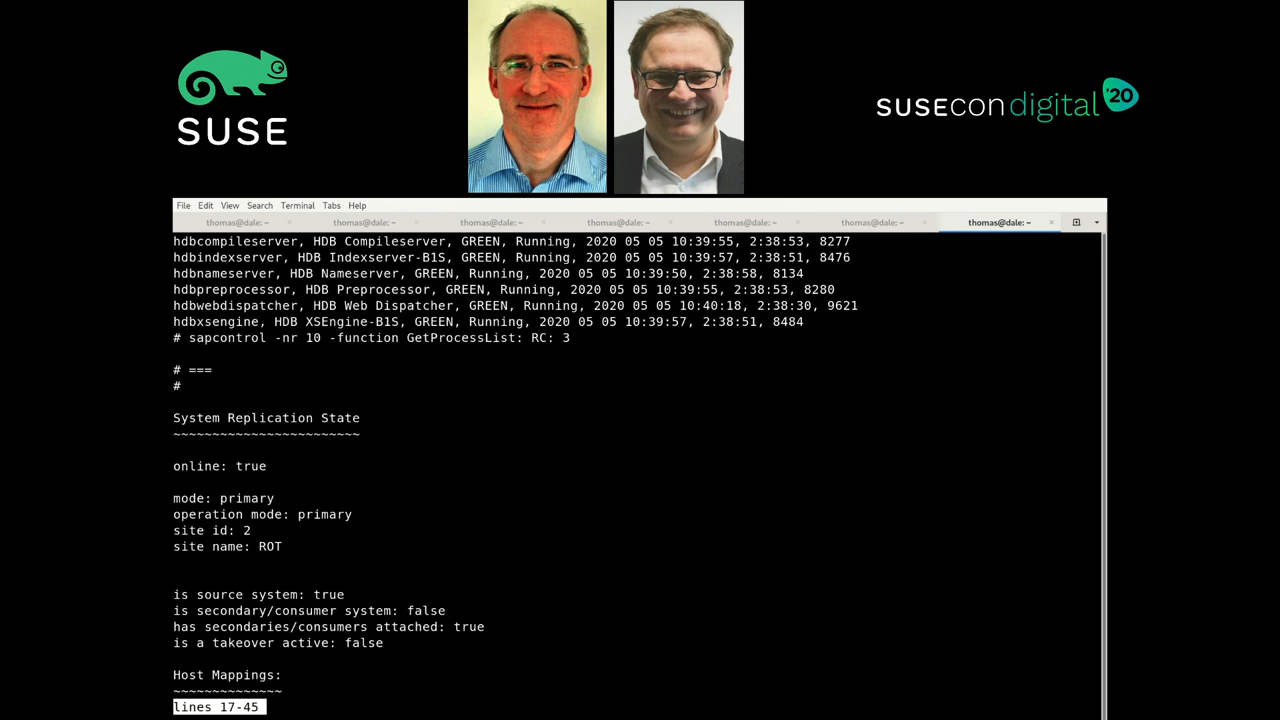 SUSE
SUSEcon digital '20
File Edit View Search Terminal Tabs Help
thomas@dale: ~ thomas@dale: ~ thomas@dale: ~ thomas@dale: ~ thomas@dale: ~ thomas@dale: ~ thomas@dale: ~
hdbcompileserver, HDB Compileserver, GREEN, Running, 2020 05 05 10:39:55, 2:38:53, 8277
hdbindexserver, HDB Indexserver-B1S, GREEN, Running, 2020 05 05 10:39:57, 2:38:51, 8476
hdbnameserver, HDB Nameserver, GREEN, Running, 2020 05 05 10:39:50, 2:38:58, 8134
hdbpreprocessor, HDB Preprocessor, GREEN, Running, 2020 05 05 10:39:55, 2:38:53, 8280
hdbwebdispatcher, HDB Web Dispatcher, GREEN, Running, 2020 05 05 10:40:18, 2:38:30, 9621
hdbxsengine, HDB XSEngine-B1S, GREEN, Running, 2020 05 05 10:39:57, 2:38:51, 8484
# sapcontrol -nr 10 -function GetProcessList: RC: 3
# ===
#
System Replication State
~~~~~~~~~~~~~~~~~~~~~~~~
online: true
mode: primary
operation mode: primary
site id: 2
site name: ROT
is source system: true
is secondary/consumer system: false
has secondaries/consumers attached: true
is a takeover active: false
Host Mappings:
~~~~~~~~~~~~~~
lines 17-45